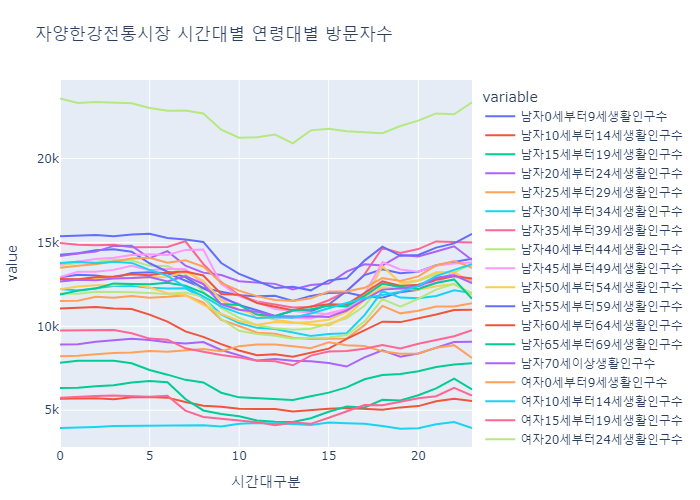 자양한강전통시장 시간대별 연령대별 방문자수
variable
남자0세부터9세생활인구수
남자10세부터14세생활인구수
남자15세부터19세생활인구수
남자20세부터24세생활인구수
남자25세부터29세생활인구수
남자30세부터34세생활인구수
남자35세부터39세생활인구수
남자40세부터44세생활인구수
남자45세부터49세생활인구수
남자50세부터54세생활인구수
남자55세부터59세생활인구수
남자60세부터64세생활인구수
남자65세부터69세생활인구수
남자70세이상생활인구수
여자0세부터9세생활인구수
여자10세부터14세생활인구수
여자15세부터19세생활인구수
여자20세부터24세생활인구수
value
20k
15k
10k
5k
0 5 10 15 20
시간대구분